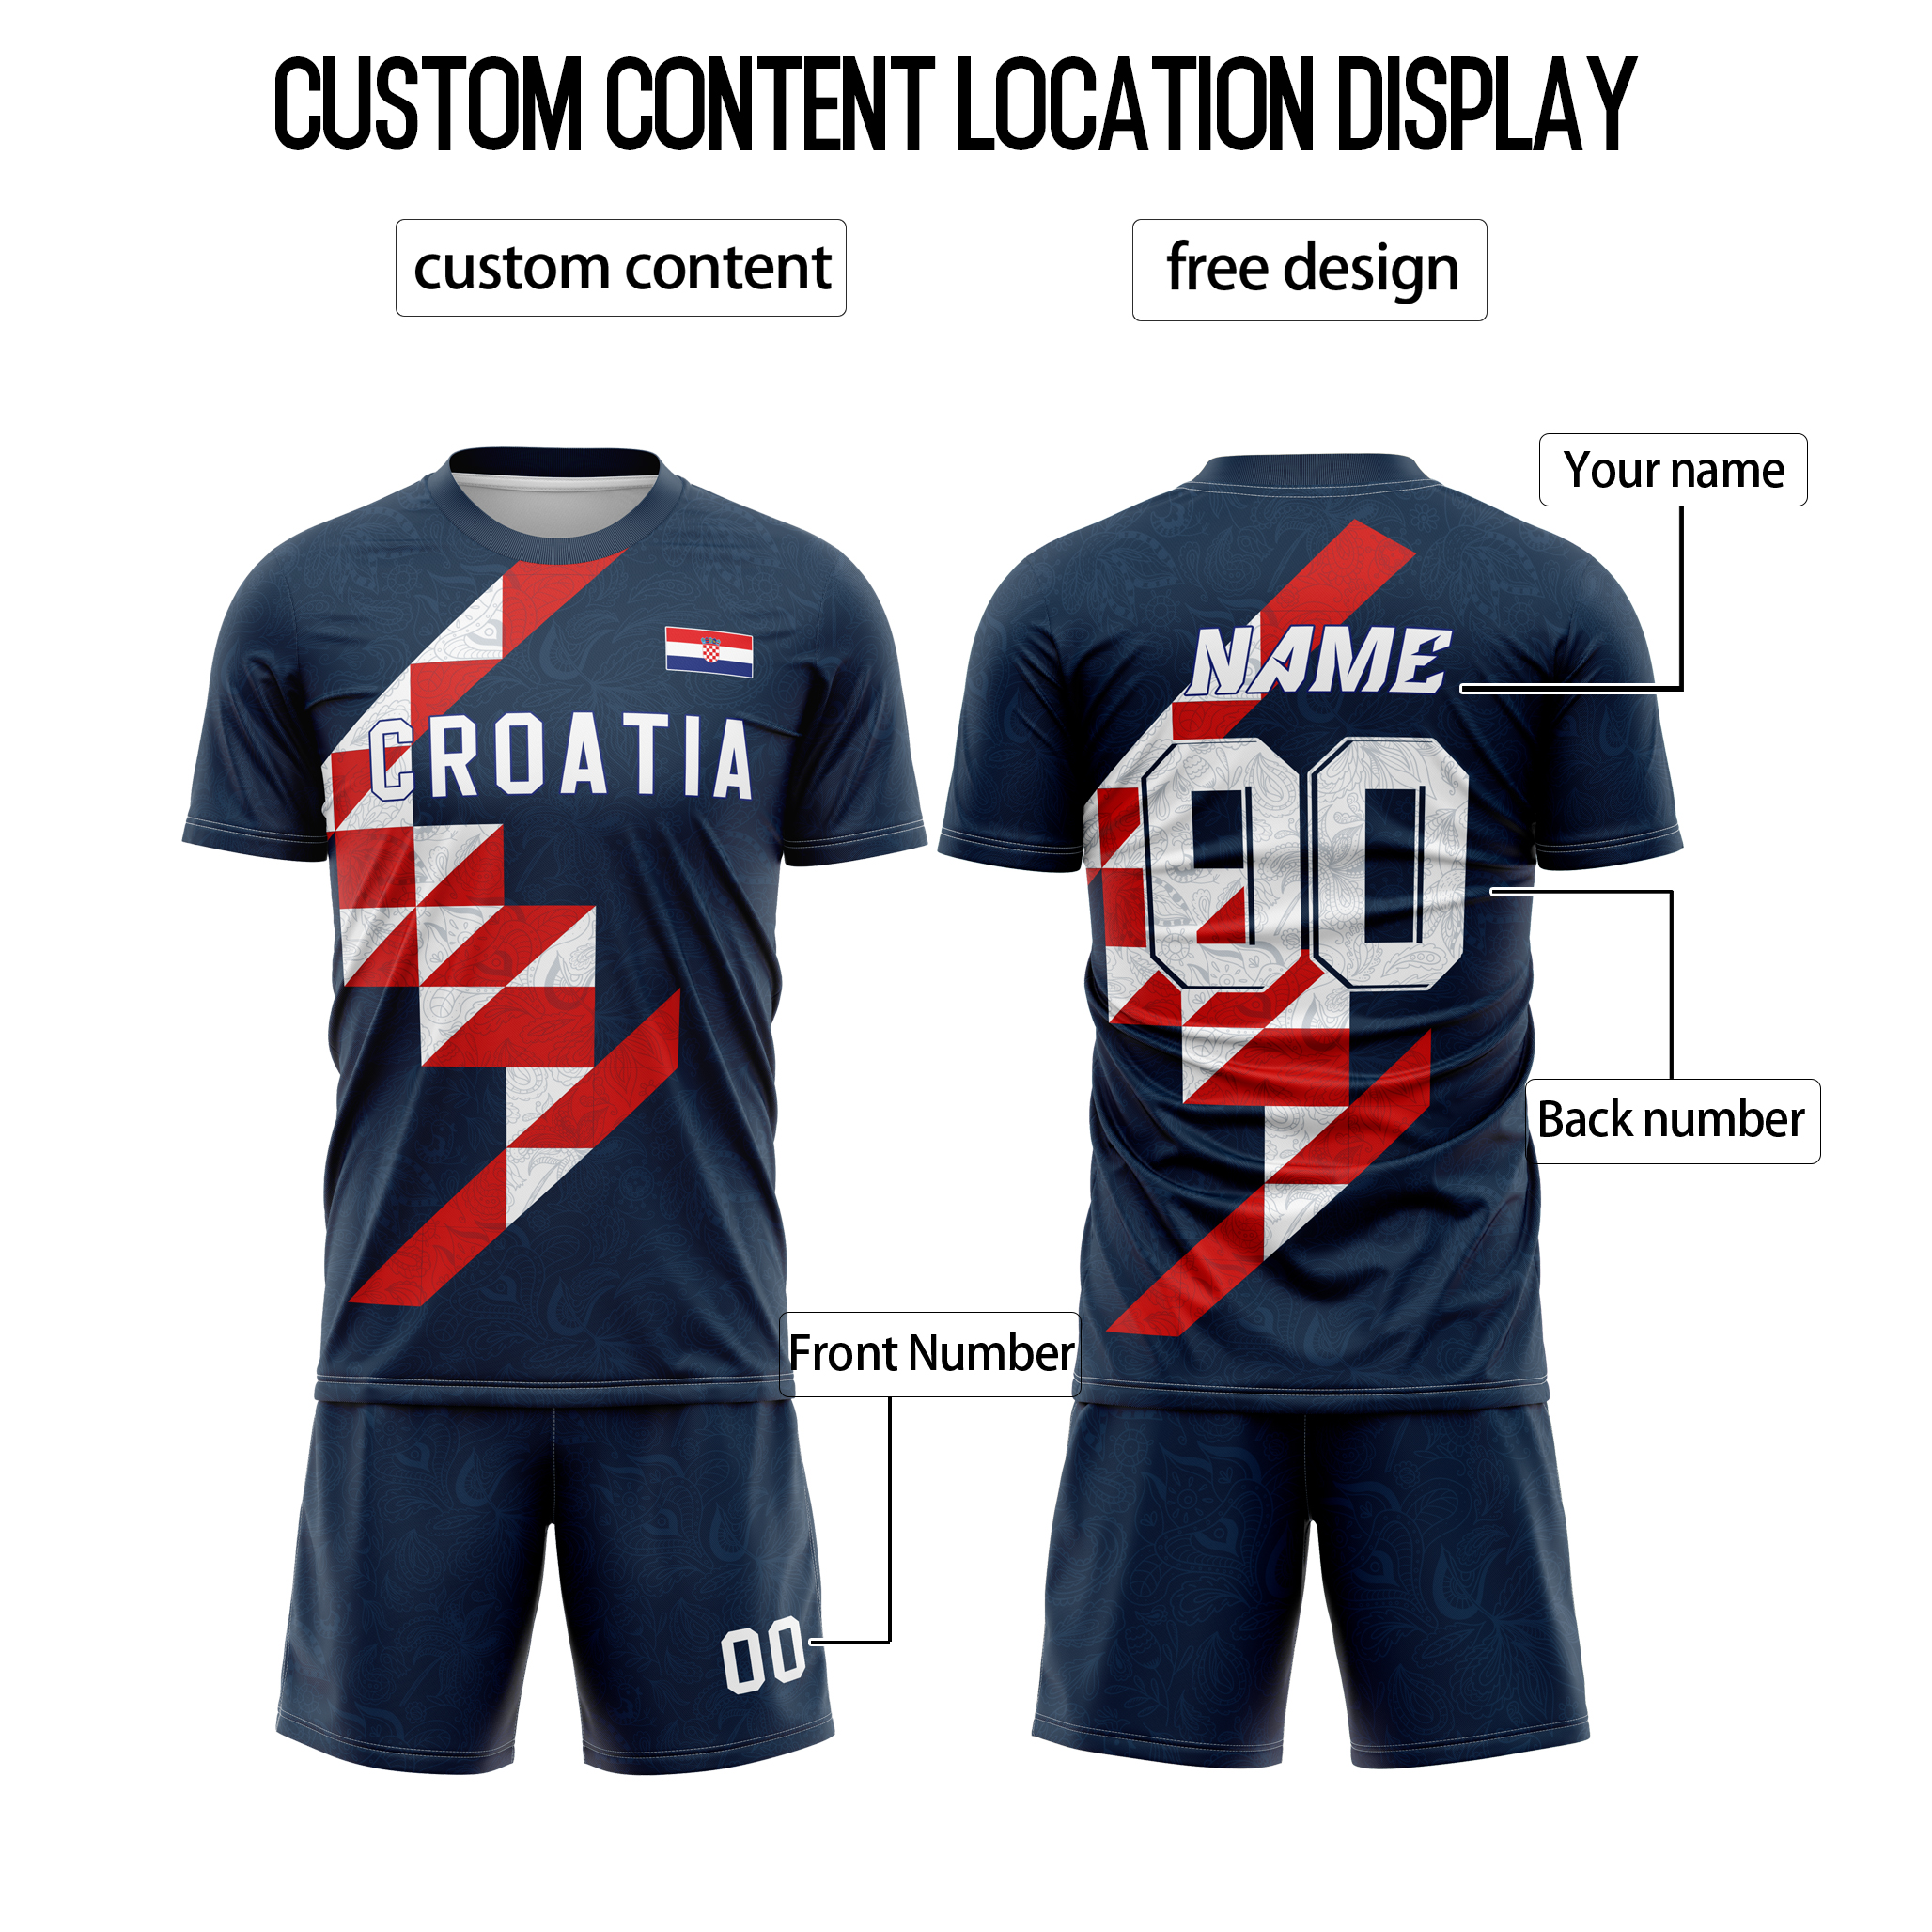 CUSTOM CONTENT LOCATION DISPLAY
custom content
free design
Your name
CROATIA
NAME
00
Back number
Front Number
00